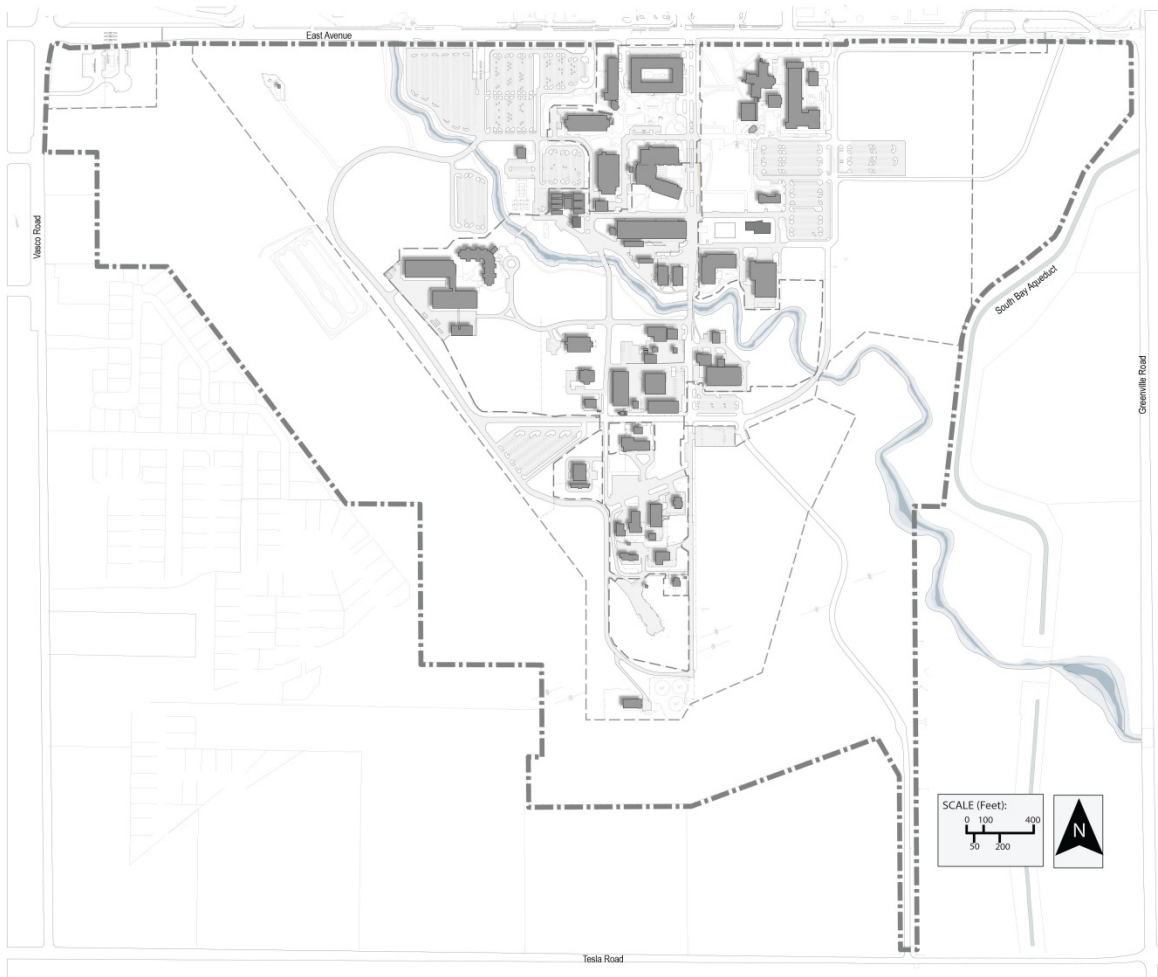 East Avenue
Vasco Road
South Bay Aqueduct
Greenville Road
SCALE (Feet):
0 100 400
50 200
N
Tesla Road